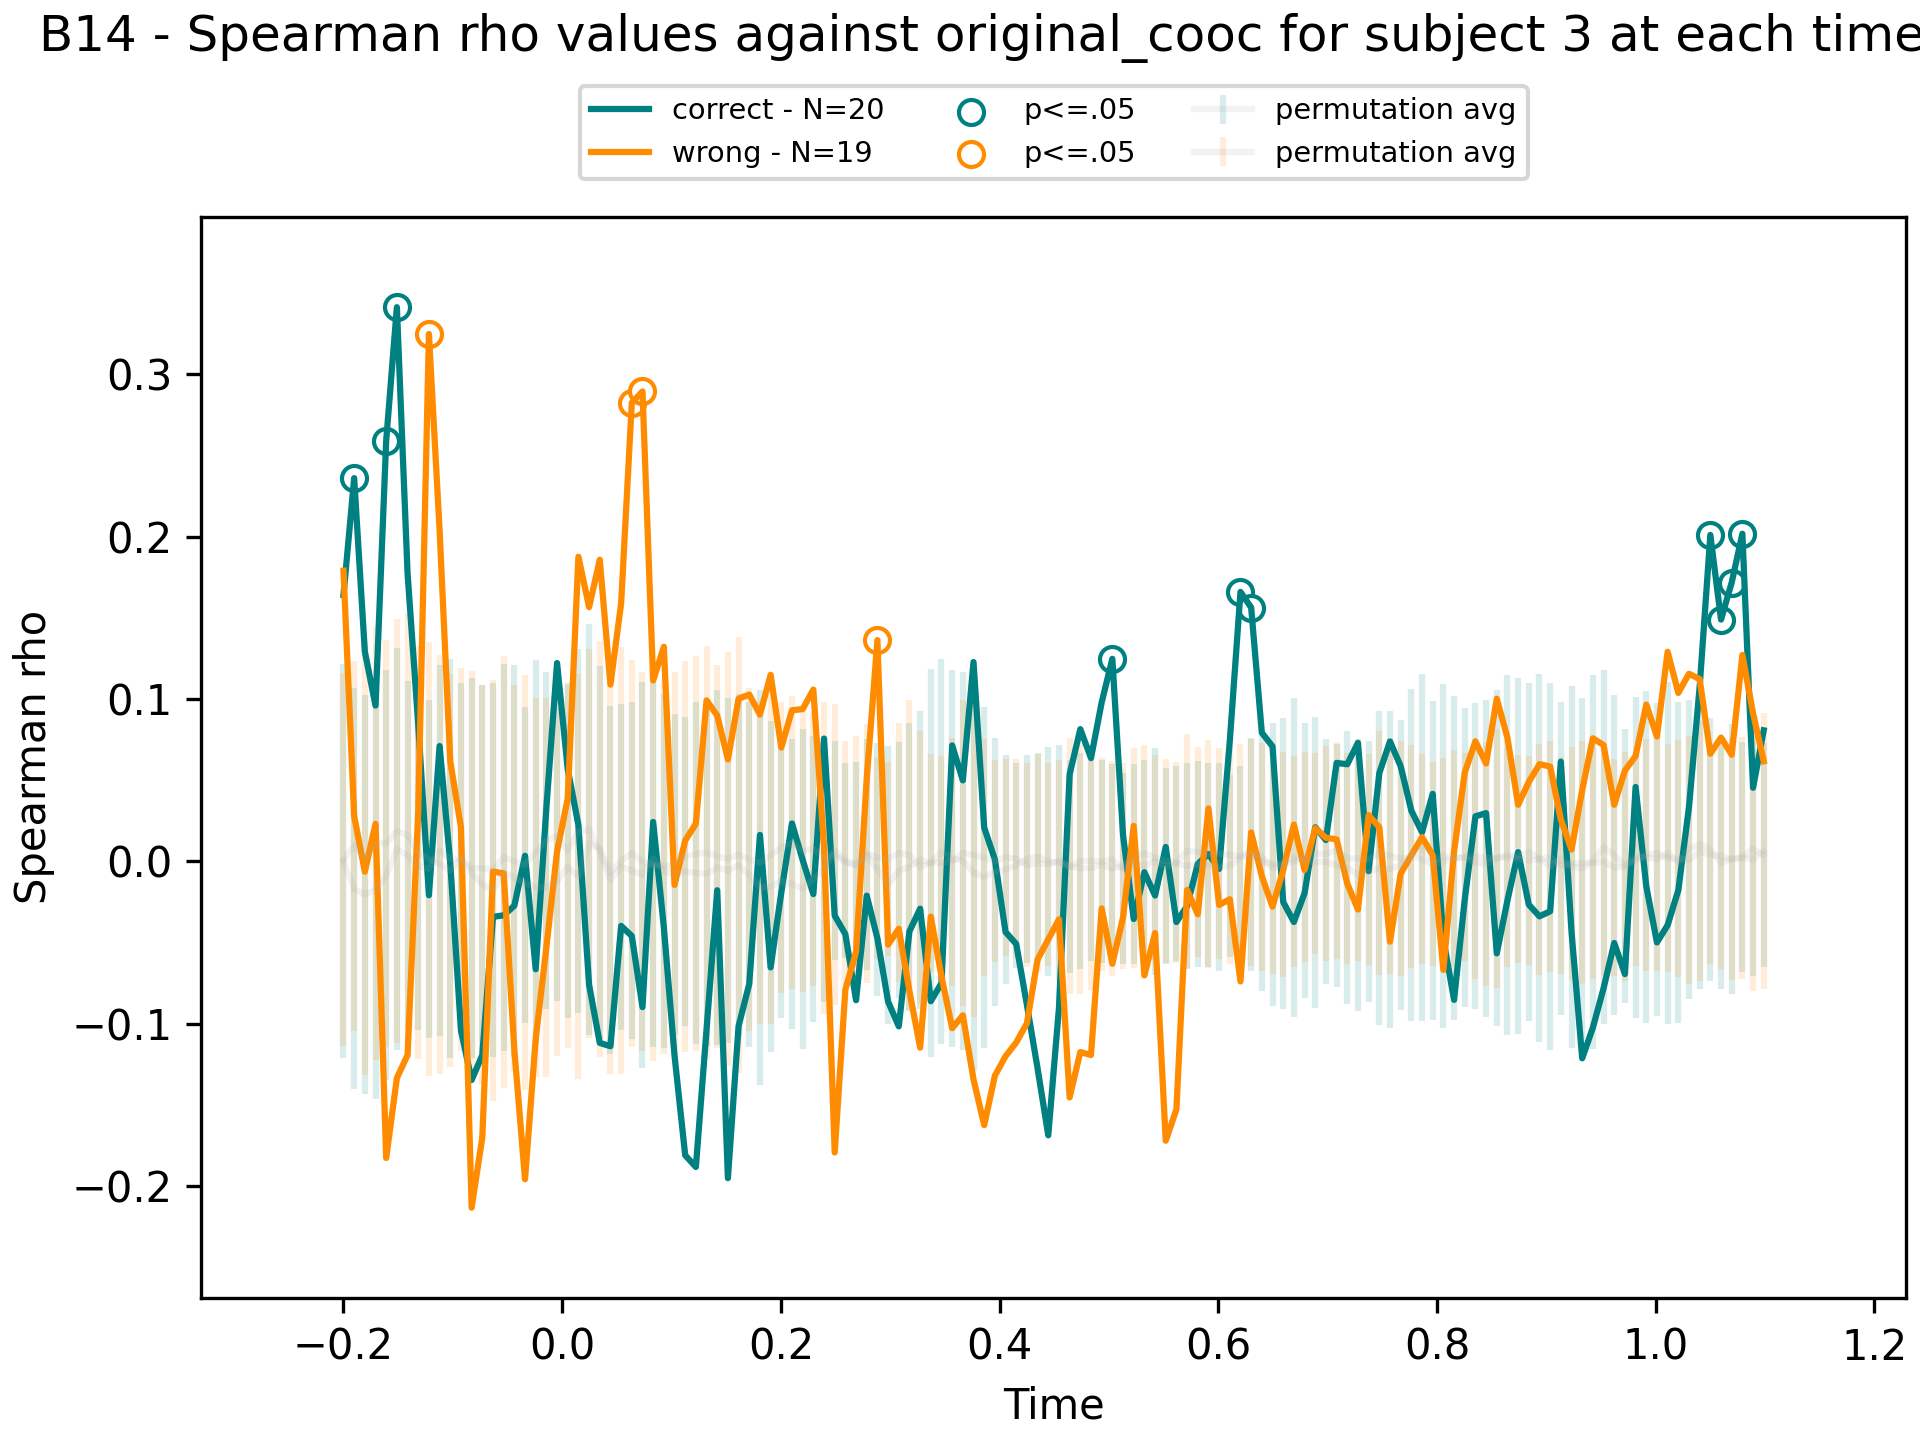 B14 - Spearman rho values against original_cooc for subject 3 at each time
correct - N=20
wrong - N=19
p<=.05
p<=.05
permutation avg
permutation avg
Spearman rho
0.3
0.2
0.1
0.0
−0.1
−0.2
−0.2 0.0 0.2 0.4 0.6 0.8 1.0 1.2
Time